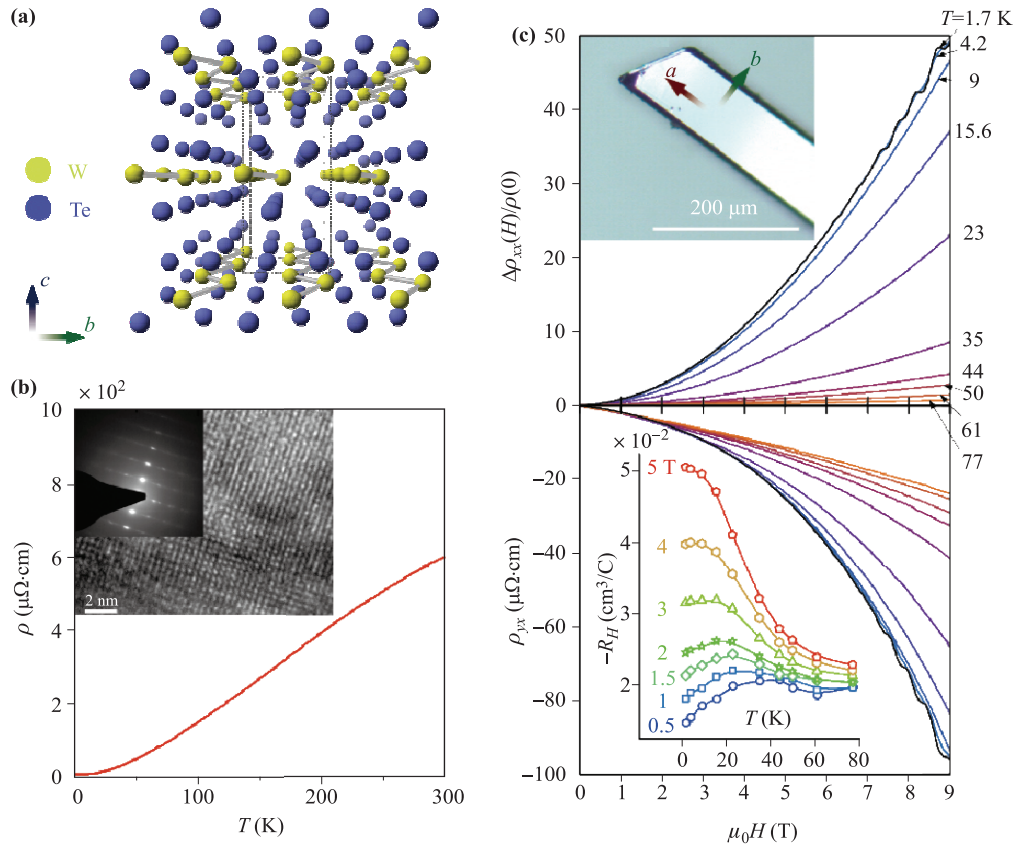 (a)
W
Te
c
b
(b)
× 10²
10
8
6
4
2
0
ρ (μΩ·cm)
2 nm
0
100
200
300
T (K)
(c)
50
40
30
20
10
0
Δρxx(H)/ρ(0)
a
b
200 μm
T=1.7 K
4.2
9
15.6
23
35
44
50
61
77
−20
−40
−60
−80
−100
ρyx (μΩ·cm)
× 10⁻²
5
4
3
2
−R_H (cm³/C)
5 T
4
3
2
1.5
1
0.5
T (K)
0
20
40
60
80
0
1
2
3
4
5
6
7
8
9
μ₀H (T)